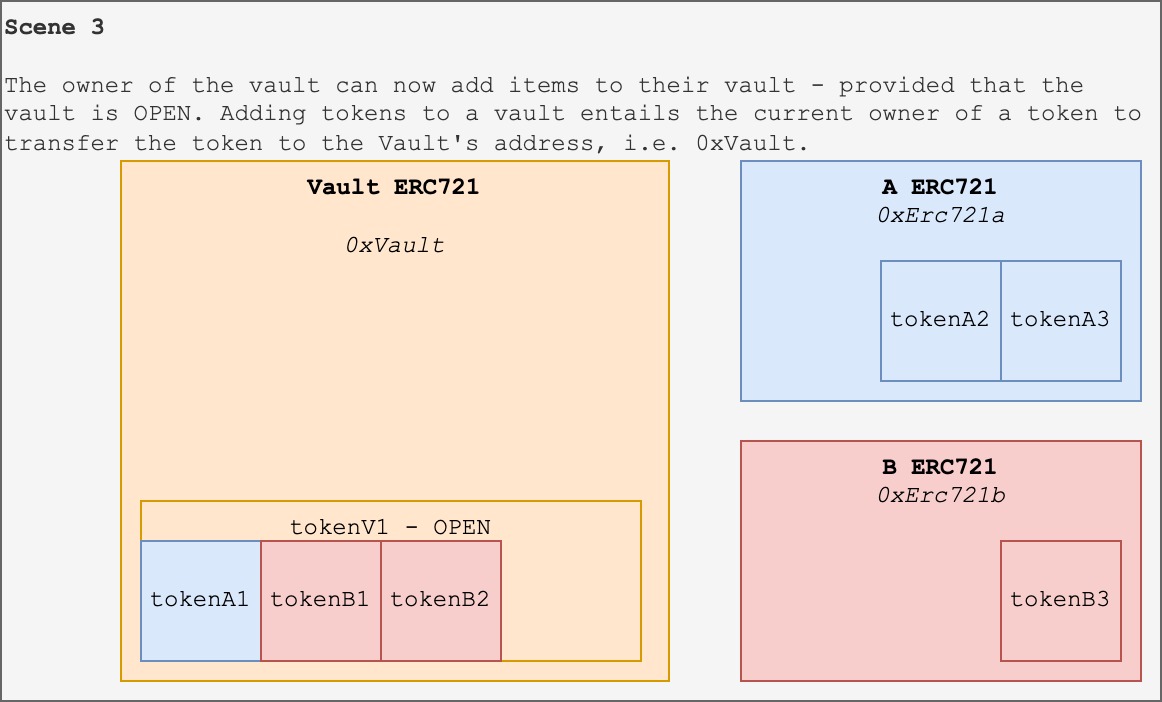 Scene 3
The owner of the vault can now add items to their vault - provided that the
vault is OPEN. Adding tokens to a vault entails the current owner of a token to
transfer the token to the Vault's address, i.e. 0xVault.
Vault ERC721
0xVault
tokenV1 - OPEN
tokenA1
tokenB1
tokenB2
A ERC721
0xErc721a
tokenA2
tokenA3
B ERC721
0xErc721b
tokenB3